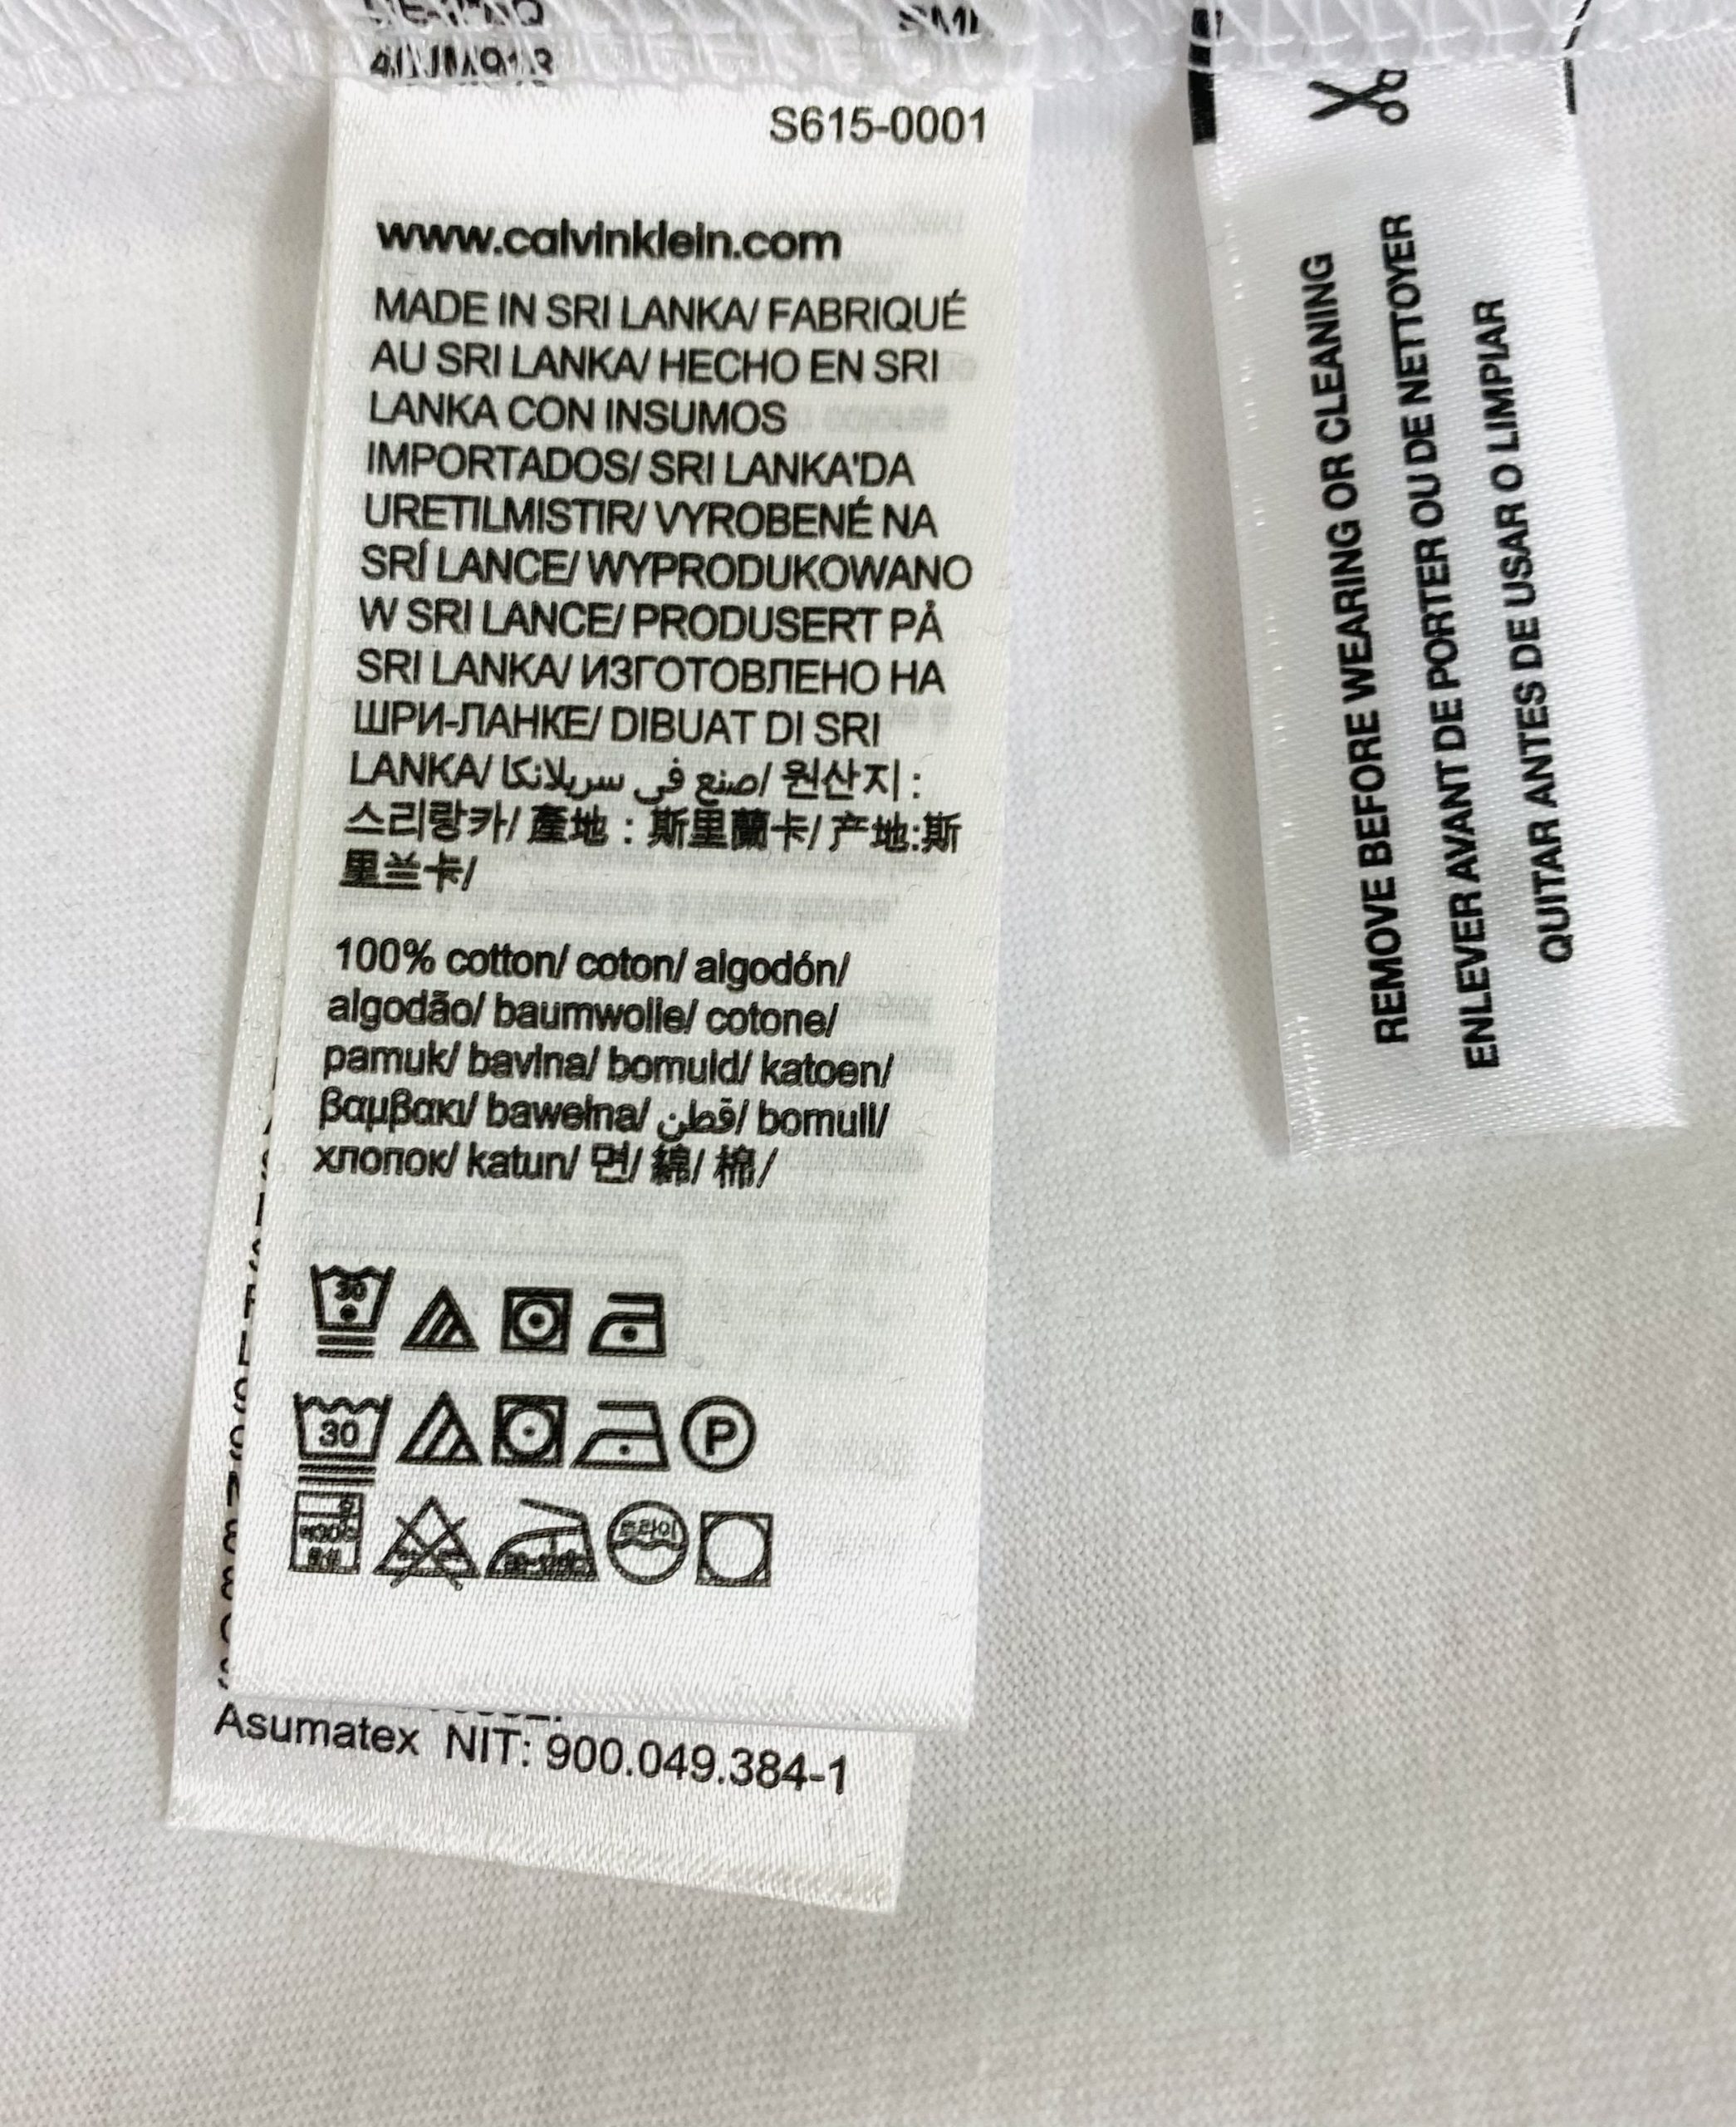 S615-0001
www.calvinklein.com
MADE IN SRI LANKA/ FABRIQUÉ
AU SRI LANKA/ HECHO EN SRI
LANKA CON INSUMOS
IMPORTADOS/ SRI LANKA'DA
URETILMISTIR/ VYROBENÉ NA
SRÍ LANCE/ WYPRODUKOWANO
W SRI LANCE/ PRODUSERT PÅ
SRI LANKA/ ИЗГОТОВЛЕНО НА
ШРИ-ЛАНКЕ/ DIBUAT DI SRI
LANKA/ صنع في سريلانكا/ 원산지 :
스리랑카/ 產地 : 斯里蘭卡/ 产地:斯
里兰卡/
100% cotton/ coton/ algodón/
algodão/ baumwolle/ cotone/
pamuk/ bavlna/ bomuld/ katoen/
βαμβακι/ bawełna/ قطن/ bomull/
хлопок/ katun/ 면/ 綿/ 棉/
30
30 P
드라이
Asumatex NIT: 900.049.384-1
REMOVE BEFORE WEARING OR CLEANING
ENLEVER AVANT DE PORTER OU DE NETTOYER
QUITAR ANTES DE USAR O LIMPIAR